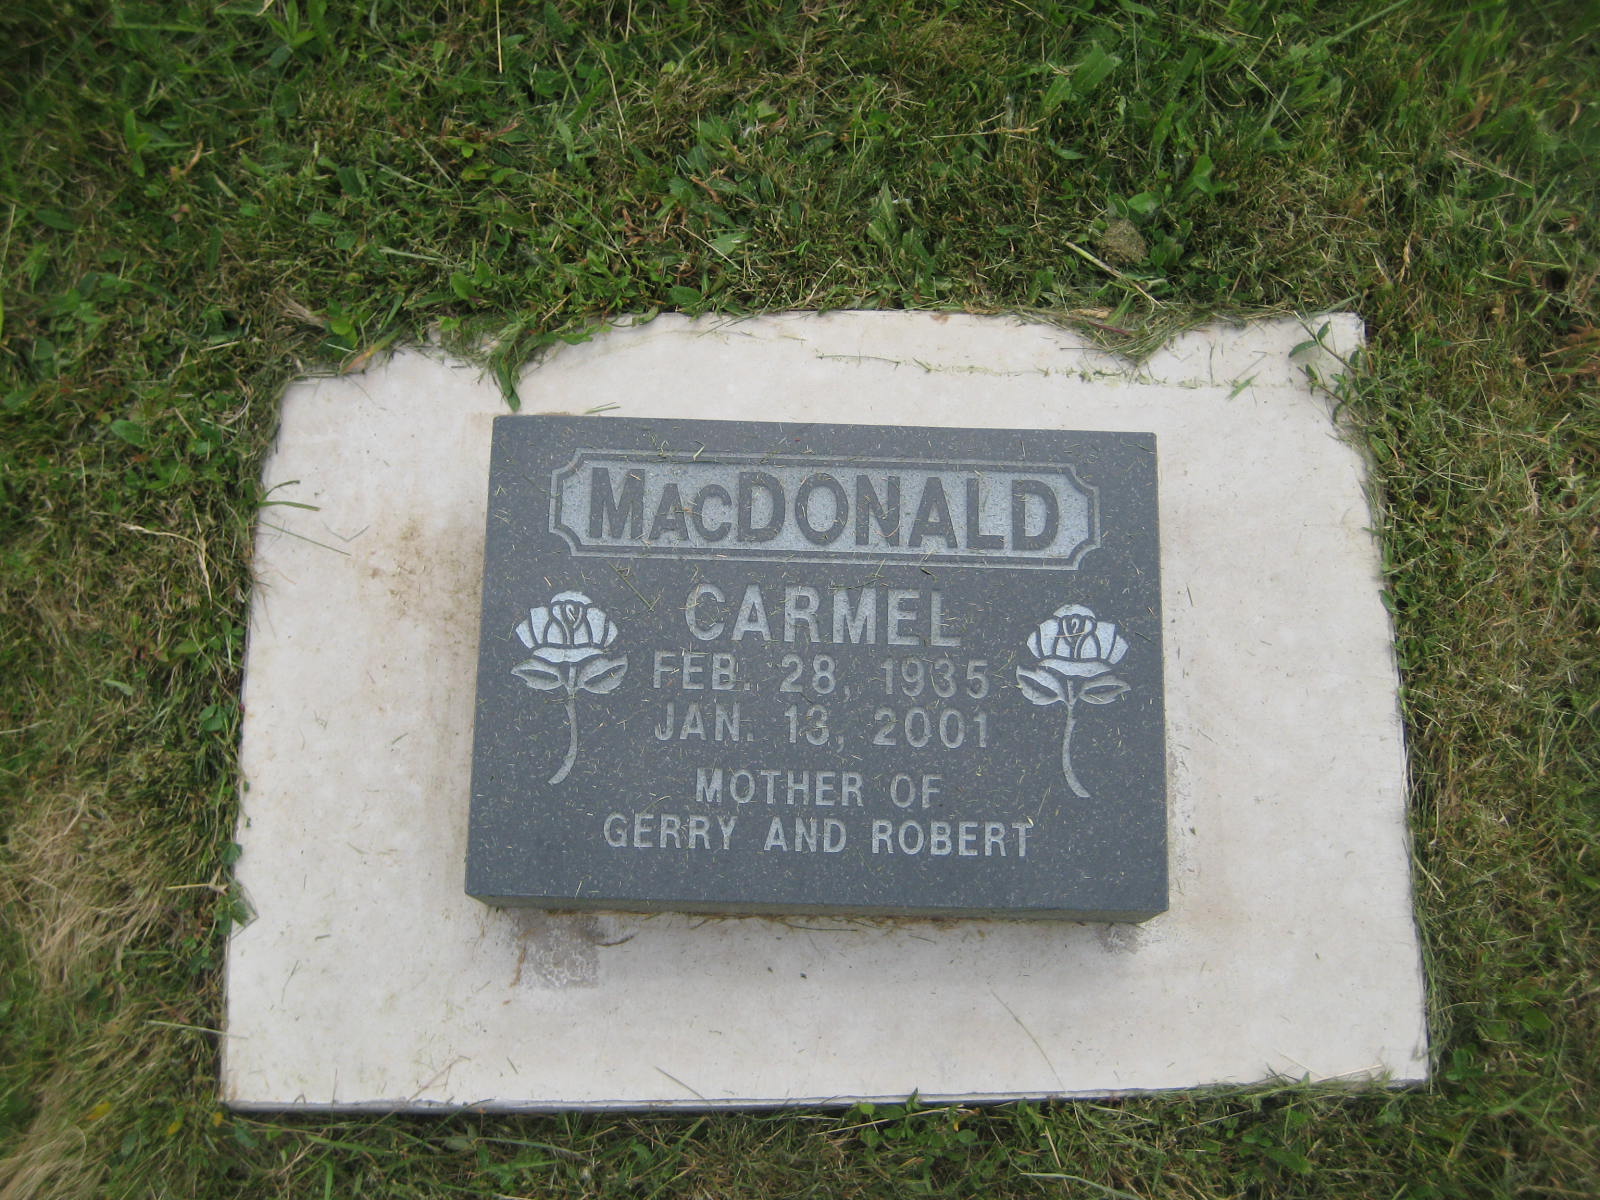 MACDONALD
CARMEL
FEB. 28, 1935
JAN. 13, 2001
MOTHER OF
GERRY AND ROBERT